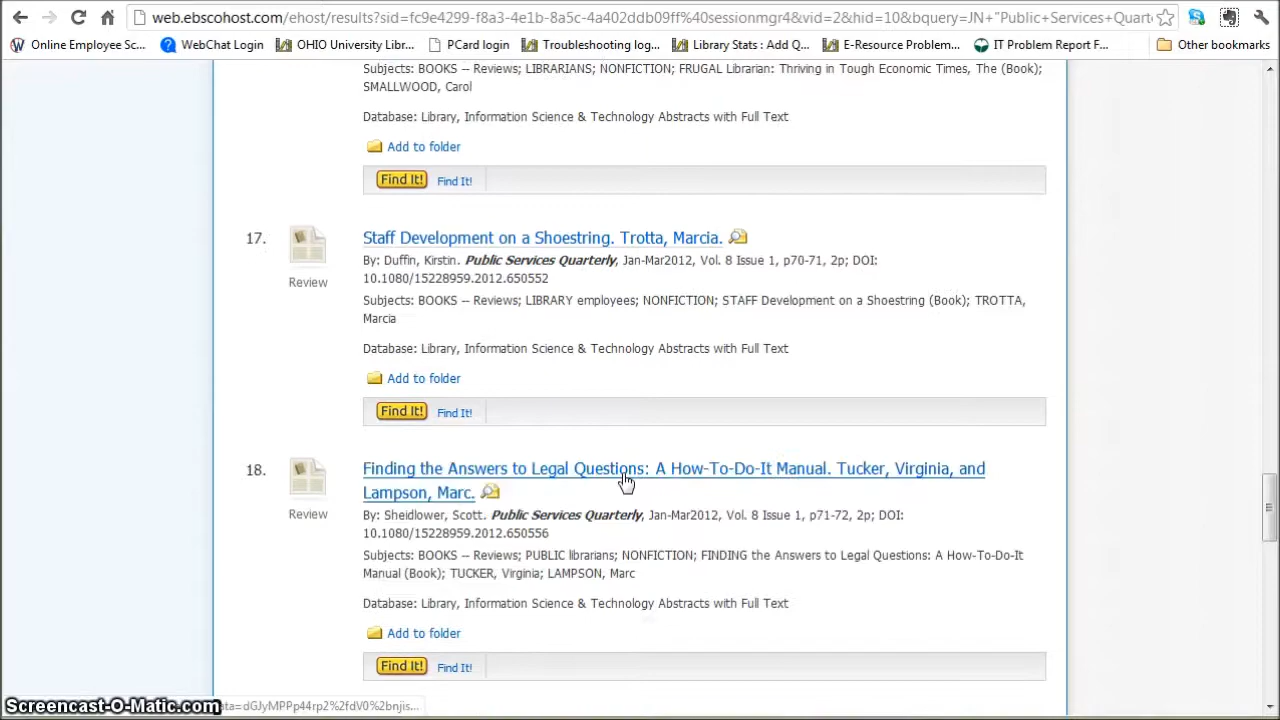 web.ebscohost.com/ehost/results?sid=fc9e4299-f8a3-4e1b-8a5c-4a402ddb09ff%40sessionmgr4&vid=2&hid=10&bquery=JN+"Public+Services+Quart
Online Employee Sc... WebChat Login OHIO University Libr... PCard login Troubleshooting log... Library Stats : Add Q... E-Resource Problem... IT Problem Report F... Other bookmarks
Subjects: BOOKS -- Reviews; LIBRARIANS; NONFICTION; FRUGAL Librarian: Thriving in Tough Economic Times, The (Book);
SMALLWOOD, Carol
Database: Library, Information Science & Technology Abstracts with Full Text
Add to folder
Find It! Find It!
17. Staff Development on a Shoestring. Trotta, Marcia.
By: Duffin, Kirstin. Public Services Quarterly, Jan-Mar2012, Vol. 8 Issue 1, p70-71, 2p; DOI:
10.1080/15228959.2012.650552
Review
Subjects: BOOKS -- Reviews; LIBRARY employees; NONFICTION; STAFF Development on a Shoestring (Book); TROTTA,
Marcia
Database: Library, Information Science & Technology Abstracts with Full Text
Add to folder
Find It! Find It!
18. Finding the Answers to Legal Questions: A How-To-Do-It Manual. Tucker, Virginia, and
Lampson, Marc.
Review
By: Sheidlower, Scott. Public Services Quarterly, Jan-Mar2012, Vol. 8 Issue 1, p71-72, 2p; DOI:
10.1080/15228959.2012.650556
Subjects: BOOKS -- Reviews; PUBLIC librarians; NONFICTION; FINDING the Answers to Legal Questions: A How-To-Do-It
Manual (Book); TUCKER, Virginia; LAMPSON, Marc
Database: Library, Information Science & Technology Abstracts with Full Text
Add to folder
Find It! Find It!
Screencast-O-Matic.com